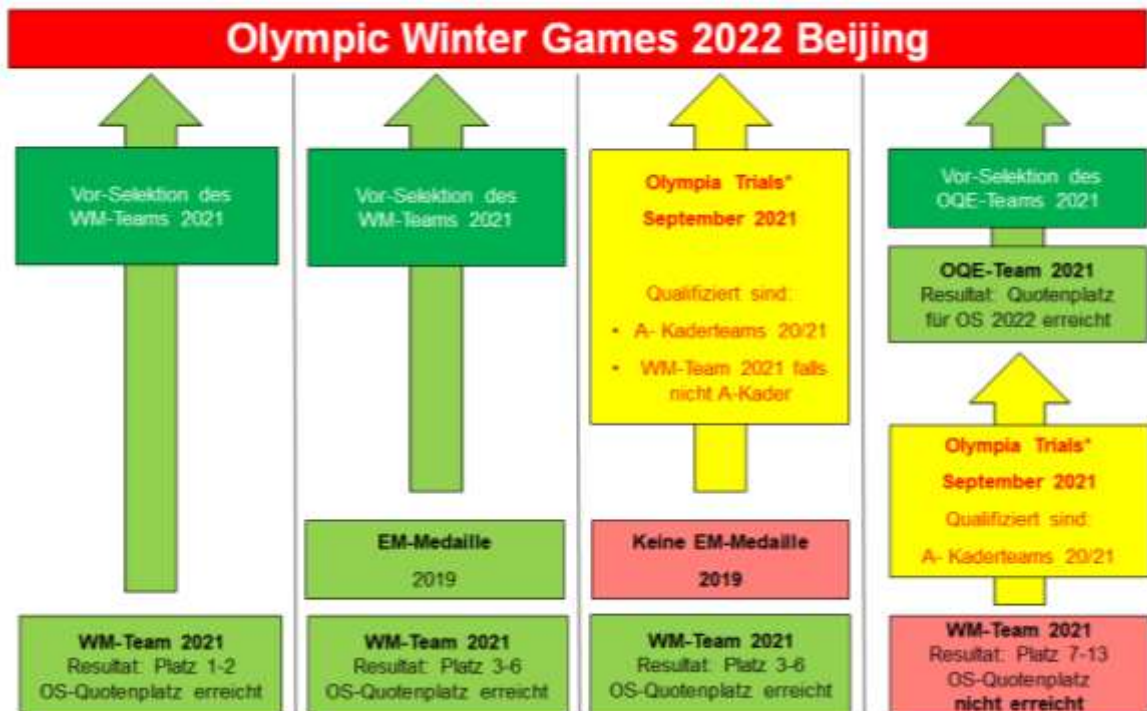 Olympic Winter Games 2022 Beijing
Vor-Selektion des
WM-Teams 2021
WM-Team 2021
Resultat: Platz 1-2
OS-Quotenplatz erreicht
Vor-Selektion des
WM-Teams 2021
EM-Medaille
2019
WM-Team 2021
Resultat: Platz 3-6
OS-Quotenplatz erreicht
Olympia Trials*
September 2021
Qualifiziert sind:
• A- Kaderteams 20/21
• WM-Team 2021 falls
nicht A-Kader
Keine EM-Medaille
2019
WM-Team 2021
Resultat: Platz 3-6
OS-Quotenplatz erreicht
Vor-Selektion des
OQE-Teams 2021
OQE-Team 2021
Resultat: Quotenplatz
für OS 2022 erreicht
Olympia Trials*
September 2021
Qualifiziert sind:
A- Kaderteams 20/21
WM-Team 2021
Resultat: Platz 7-13
OS-Quotenplatz
nicht erreicht